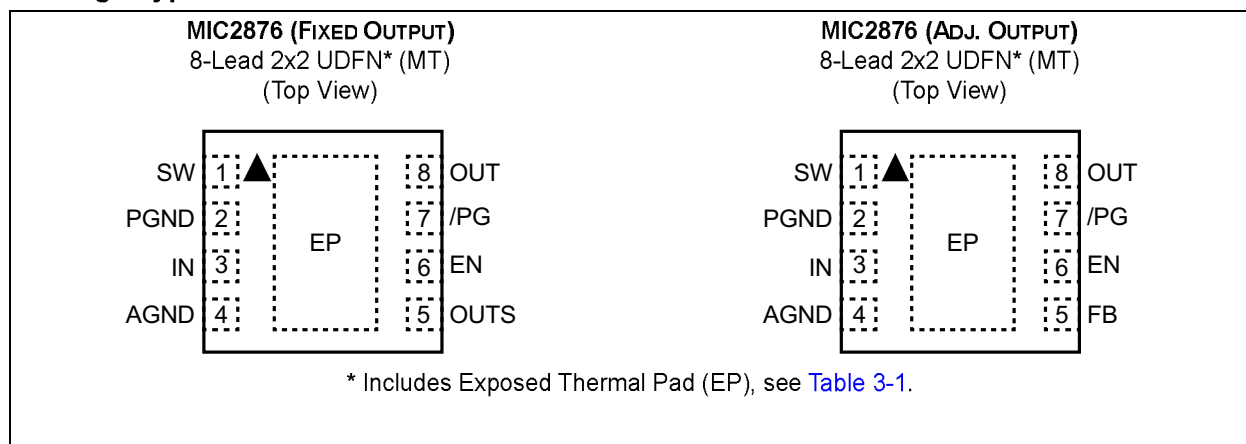 MIC2876 (FIXED OUTPUT)
8-Lead 2x2 UDFN* (MT)
(Top View)
SW 1 8 OUT
PGND 2 7 /PG
EP
IN 3 6 EN
AGND 4 5 OUTS
MIC2876 (ADJ. OUTPUT)
8-Lead 2x2 UDFN* (MT)
(Top View)
SW 1 8 OUT
PGND 2 7 /PG
EP
IN 3 6 EN
AGND 4 5 FB
* Includes Exposed Thermal Pad (EP), see Table 3-1.